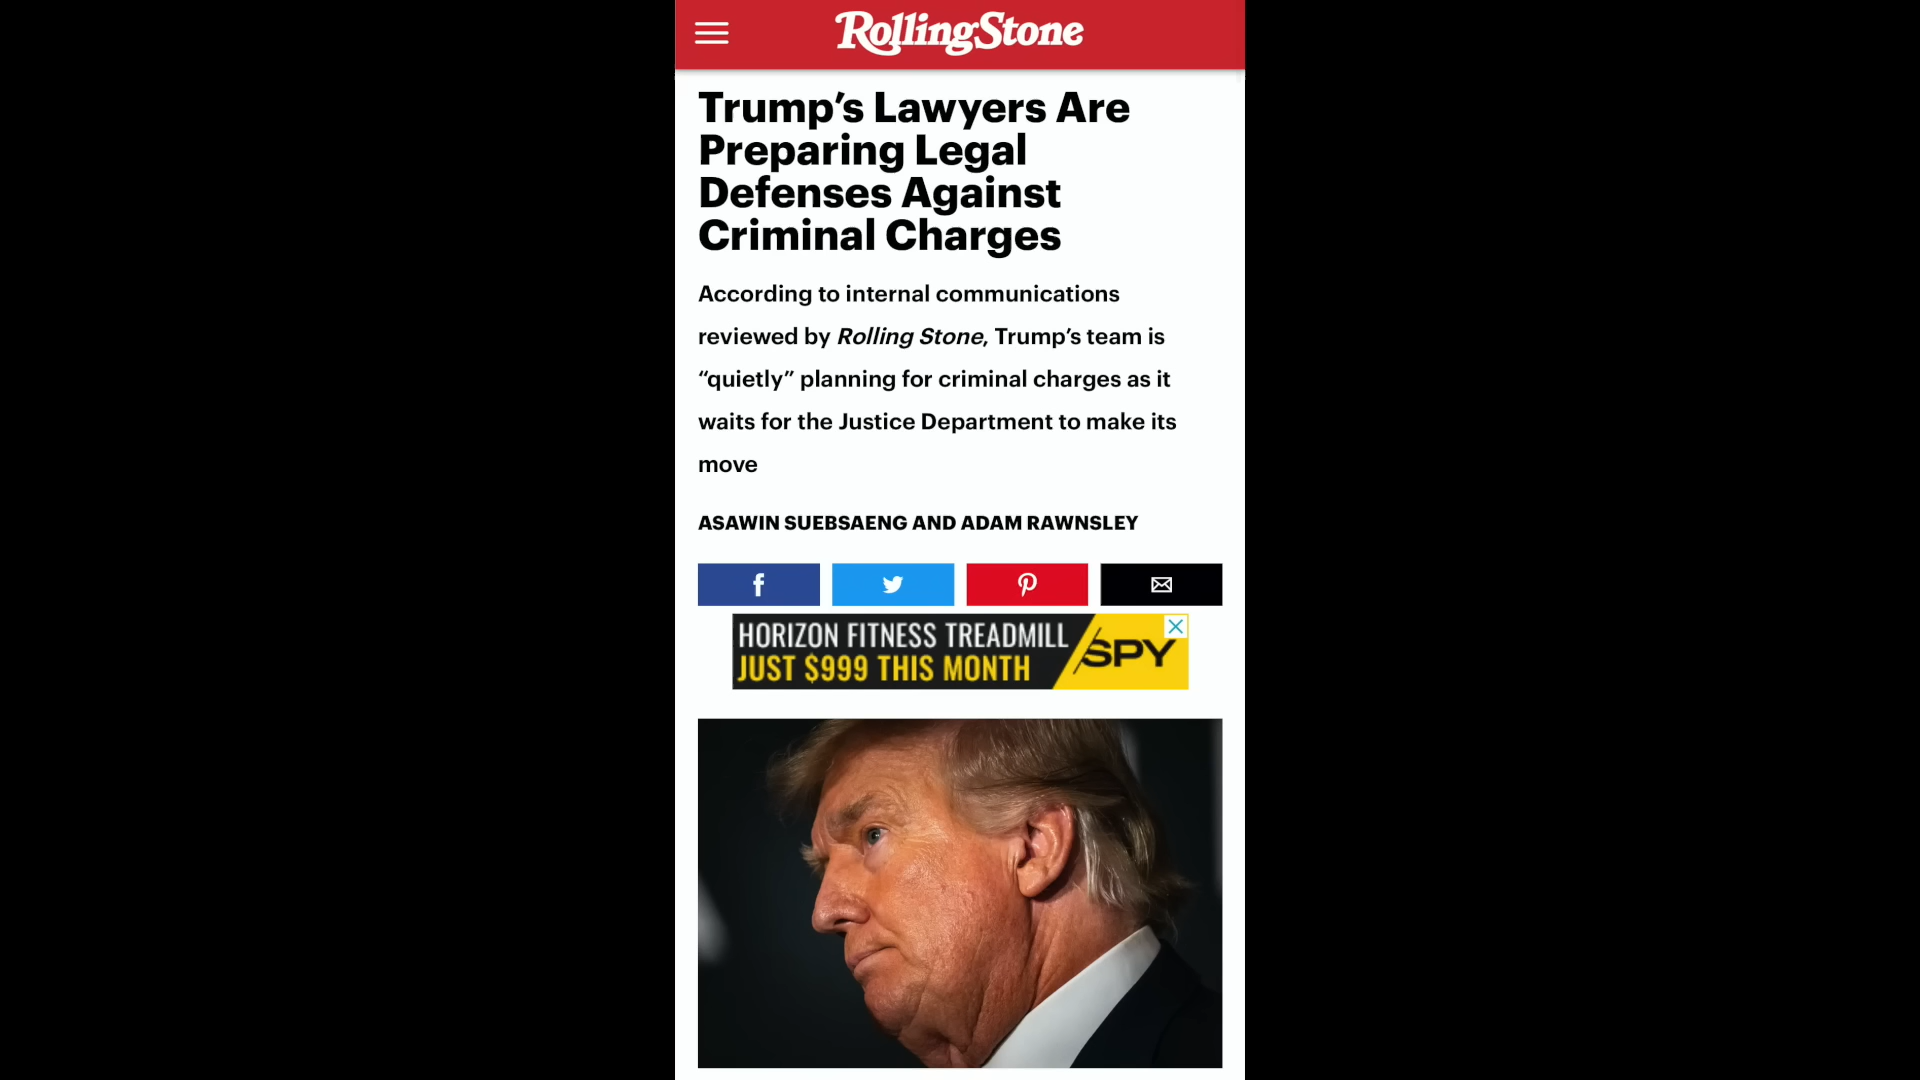 RollingStone
Trump’s Lawyers Are
Preparing Legal
Defenses Against
Criminal Charges
According to internal communications
reviewed by Rolling Stone, Trump’s team is
“quietly” planning for criminal charges as it
waits for the Justice Department to make its
move
ASAWIN SUEBSAENG AND ADAM RAWNSLEY
HORIZON FITNESS TREADMILL
JUST $999 THIS MONTH
SPY